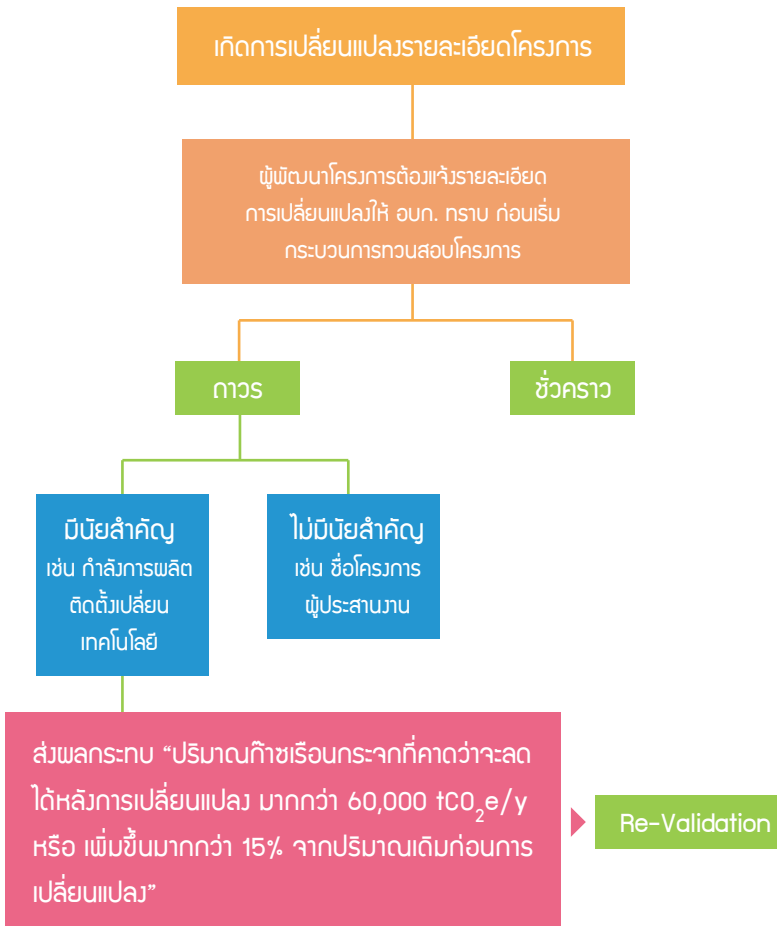 เกิดการเปลี่ยนแปลงรายละเอียดโครงการ
ผู้พัฒนาโครงการต้องแจ้งรายละเอียด
การเปลี่ยนแปลงให้ อบก. ทราบ ก่อนเริ่ม
กระบวนการทวนสอบโครงการ
ถาวร
ชั่วคราว
มีนัยสำคัญ
เช่น กำลังการผลิต
ติดตั้งเปลี่ยน
เทคโนโลยี
ไม่มีนัยสำคัญ
เช่น ชื่อโครงการ
ผู้ประสานงาน
ส่งผลกระทบ “ปริมาณก๊าซเรือนกระจกที่คาดว่าจะลด
ได้หลังการเปลี่ยนแปลง มากกว่า 60,000 tCO₂e/y
หรือ เพิ่มขึ้นมากกว่า 15% จากปริมาณเดิมก่อนการ
เปลี่ยนแปลง”
Re-Validation